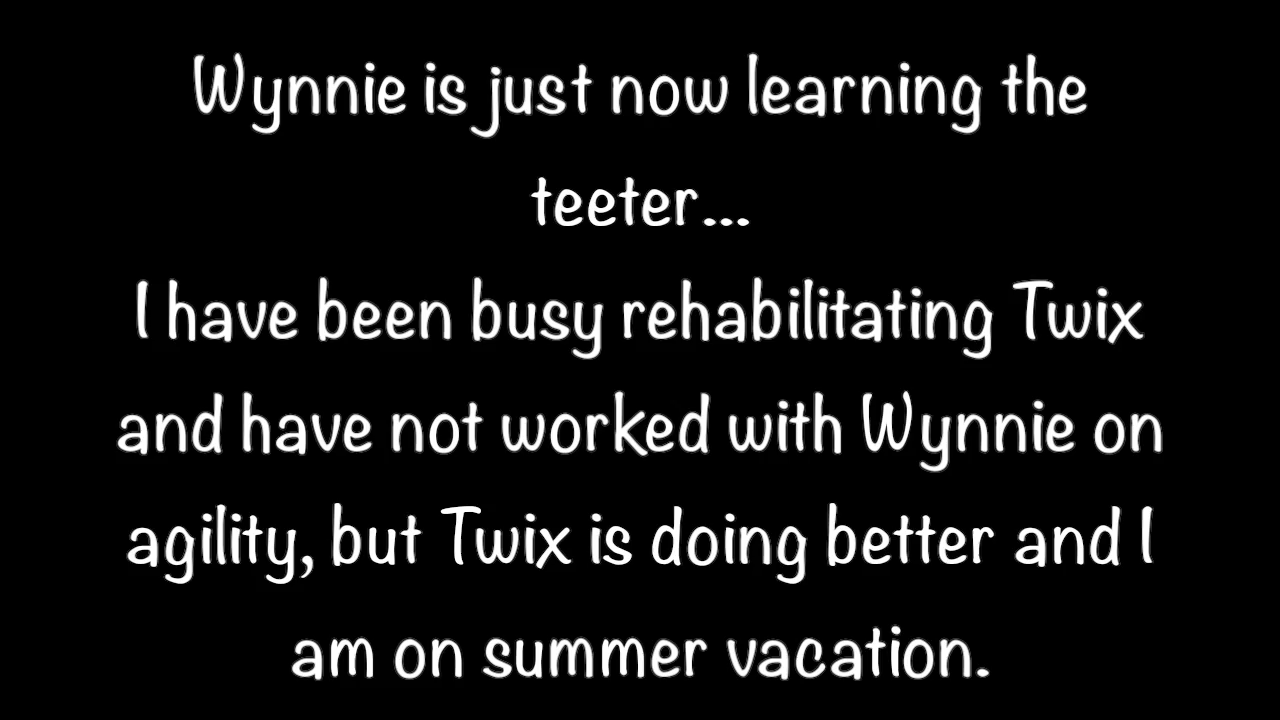 Wynnie is just now learning the
teeter...
I have been busy rehabilitating Twix
and have not worked with Wynnie on
agility, but Twix is doing better and I
am on summer vacation.